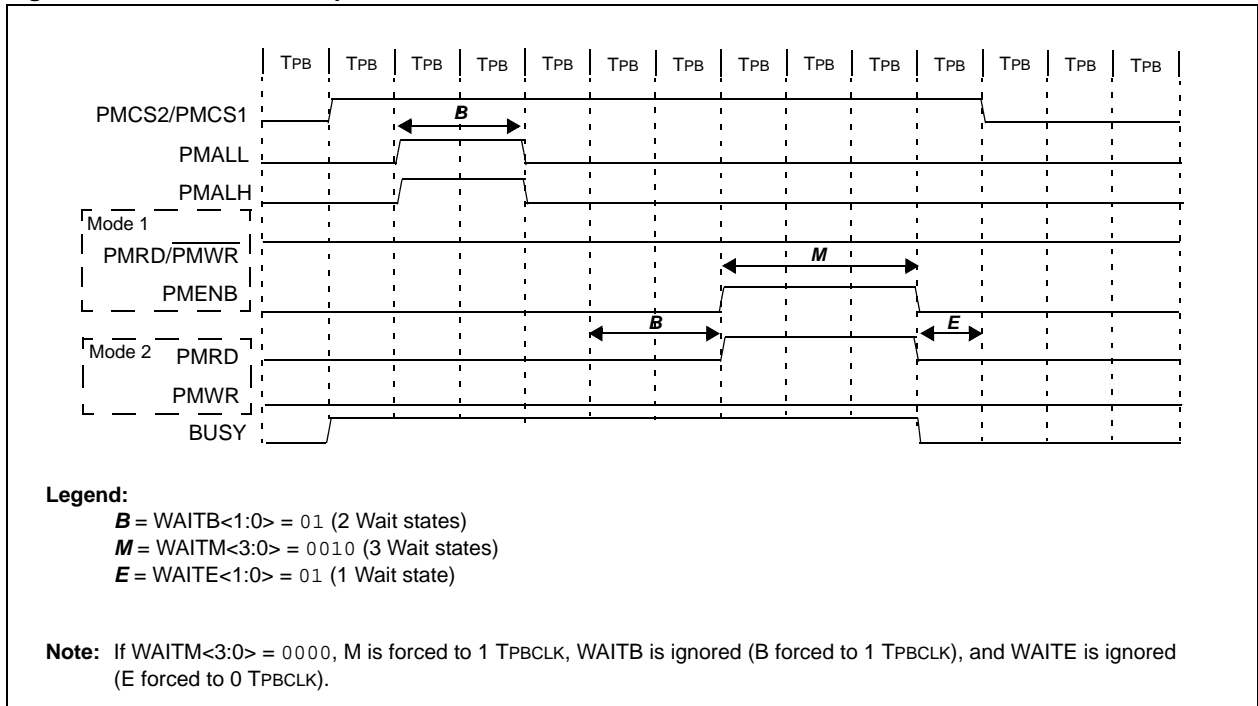 TPB TPB TPB TPB TPB TPB TPB TPB TPB TPB TPB TPB TPB TPB
PMCS2/PMCS1
B
PMALL
PMALH
Mode 1
PMRD/PMWR
M
PMENB
B
E
Mode 2
PMRD
PMWR
BUSY
Legend:
B = WAITB<1:0> = 01 (2 Wait states)
M = WAITM<3:0> = 0010 (3 Wait states)
E = WAITE<1:0> = 01 (1 Wait state)
Note: If WAITM<3:0> = 0000, M is forced to 1 TPBCLK, WAITB is ignored (B forced to 1 TPBCLK), and WAITE is ignored
(E forced to 0 TPBCLK).